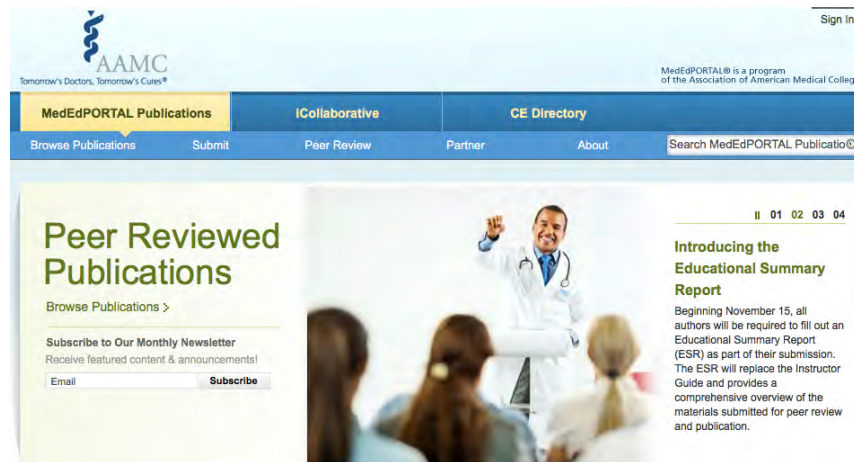 Sign In
AAMC
Tomorrow's Doctors, Tomorrow's Cures®
MedEdPORTAL® is a program
of the Association of American Medical Colleg
MedEdPORTAL Publications
iCollaborative
CE Directory
Browse Publications
Submit
Peer Review
Partner
About
Search MedEdPORTAL Publicatio
Peer Reviewed
Publications
Browse Publications >
Subscribe to Our Monthly Newsletter
Receive featured content & announcements!
Email
Subscribe
01 02 03 04
Introducing the
Educational Summary
Report
Beginning November 15, all
authors will be required to fill out an
Educational Summary Report
(ESR) as part of their submission.
The ESR will replace the Instructor
Guide and provides a
comprehensive overview of the
materials submitted for peer review
and publication.